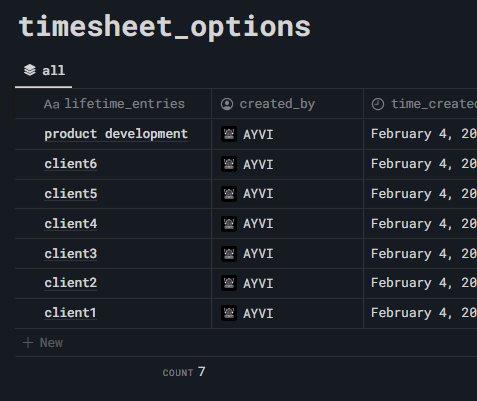 timesheet_options
all
Aa lifetime_entries created_by time_created
product development AYVI February 4, 20
client6 AYVI February 4, 20
client5 AYVI February 4, 20
client4 AYVI February 4, 20
client3 AYVI February 4, 20
client2 AYVI February 4, 20
client1 AYVI February 4, 20
+ New
COUNT 7